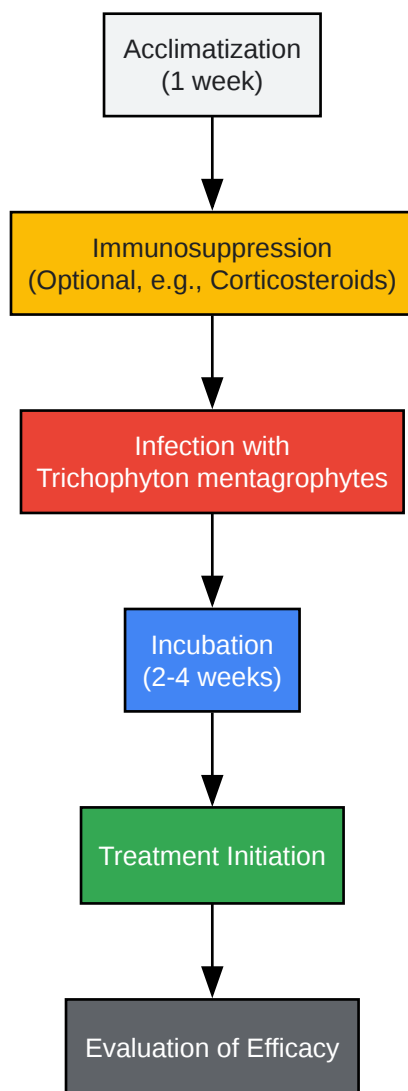 Acclimatization
(1 week)
Immunosuppression
(Optional, e.g., Corticosteroids)
Infection with
Trichophyton mentagrophytes
Incubation
(2-4 weeks)
Treatment Initiation
Evaluation of Efficacy